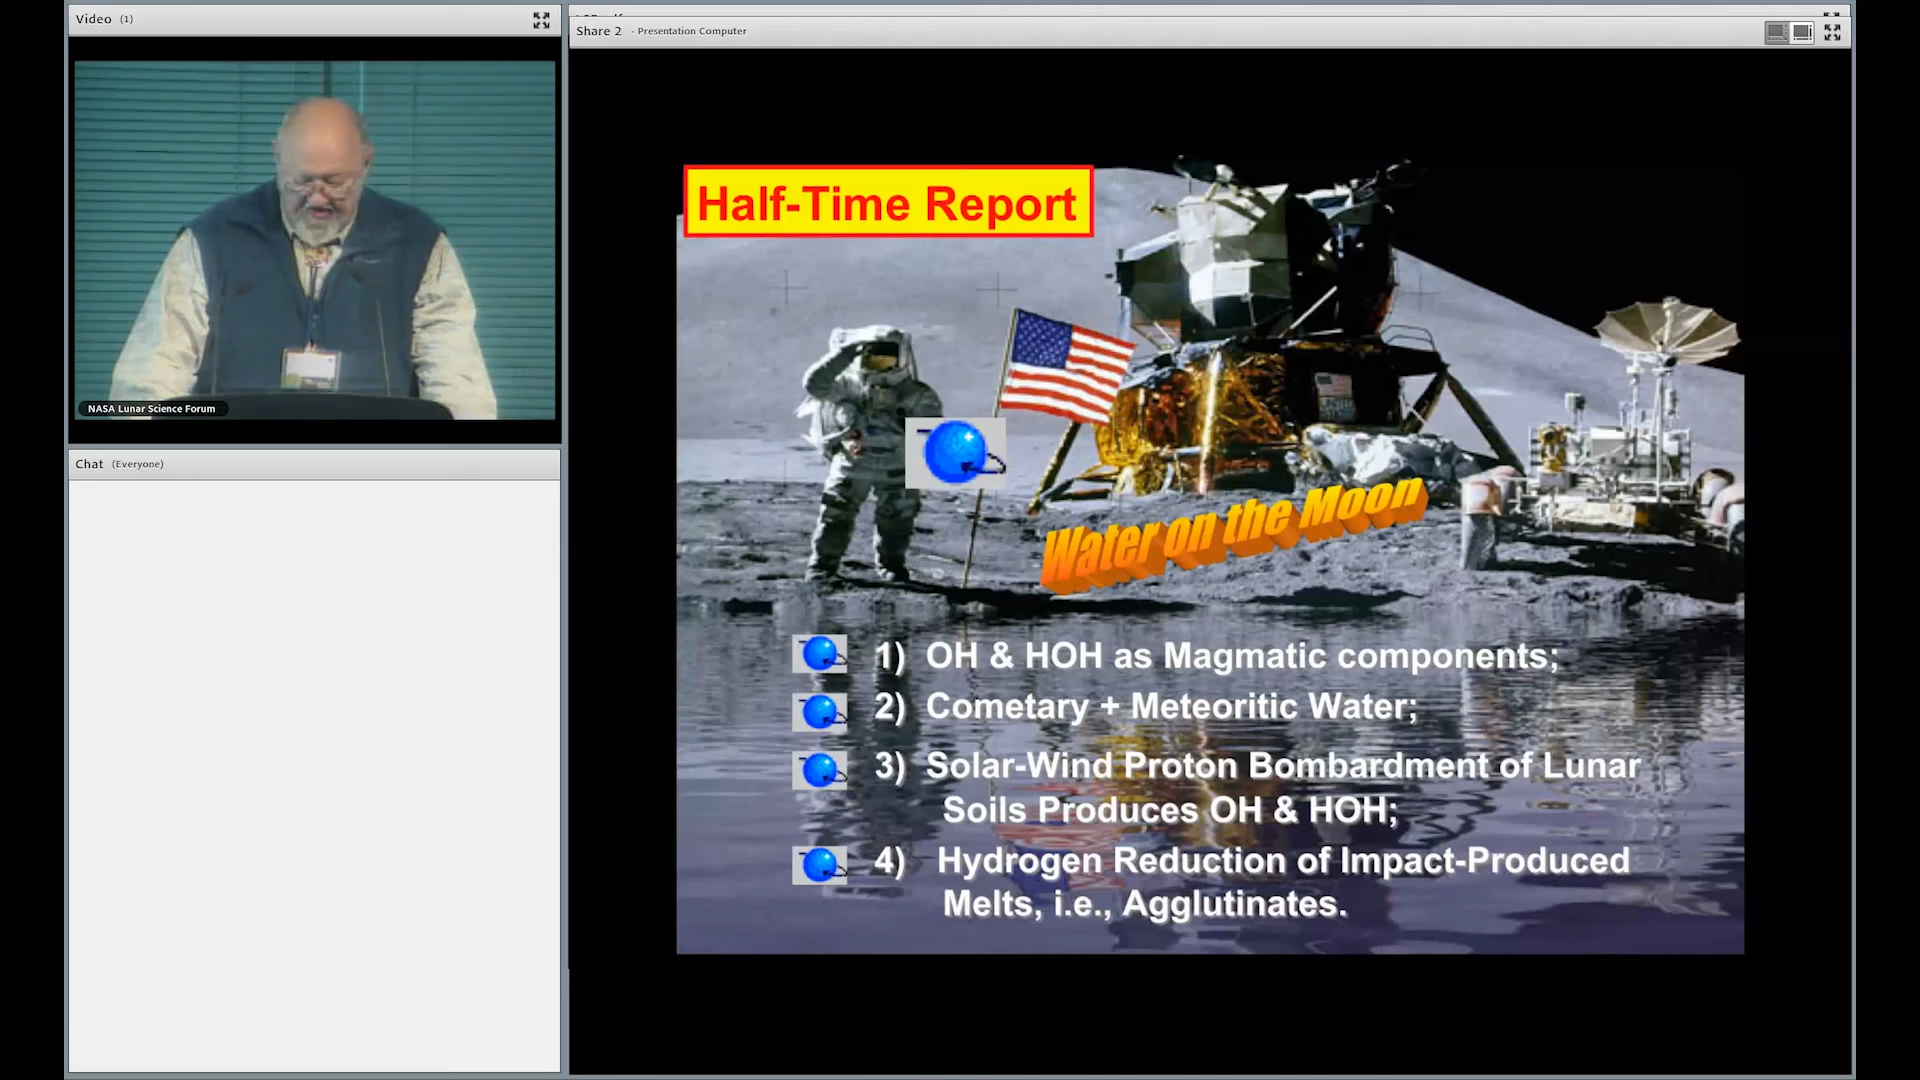 Video (1)
NASA Lunar Science Forum
Chat (Everyone)
Share 2 - Presentation Computer
Half-Time Report
Water on the Moon
1) OH & HOH as Magmatic components;
2) Cometary + Meteoritic Water;
3) Solar-Wind Proton Bombardment of Lunar
Soils Produces OH & HOH;
4) Hydrogen Reduction of Impact-Produced
Melts, i.e., Agglutinates.